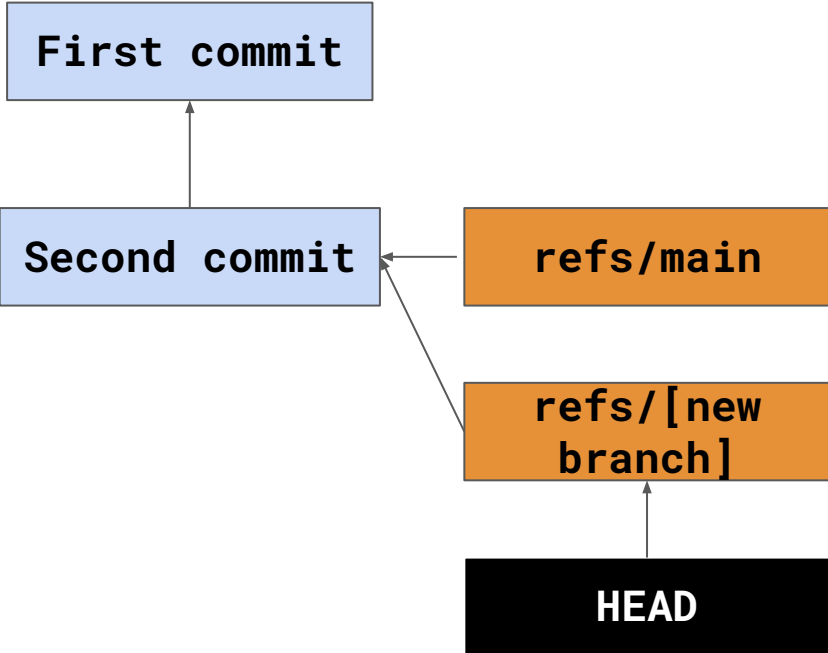 First commit
Second commit
refs/main
refs/[new
branch]
HEAD